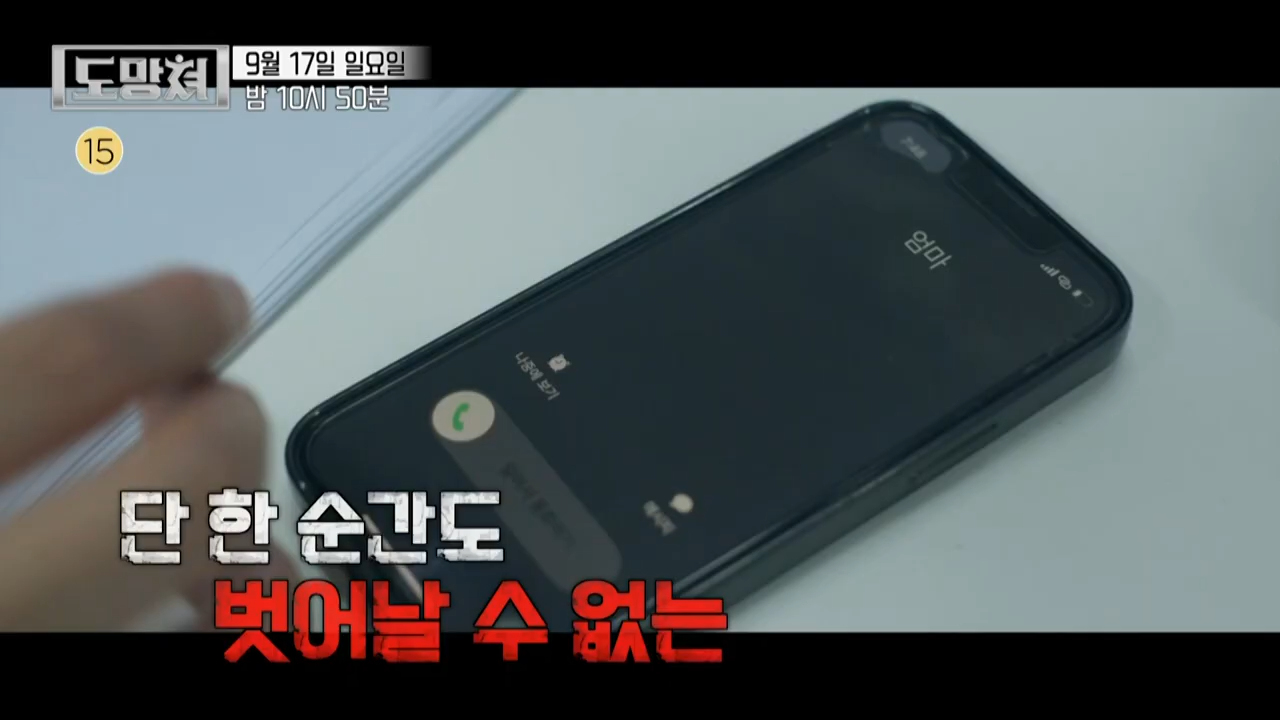 도망쳐
9월 17일 일요일
밤 10시 50분
15
엄마
나중에 보기
메시지
단 한 순간도
벗어날 수 없는